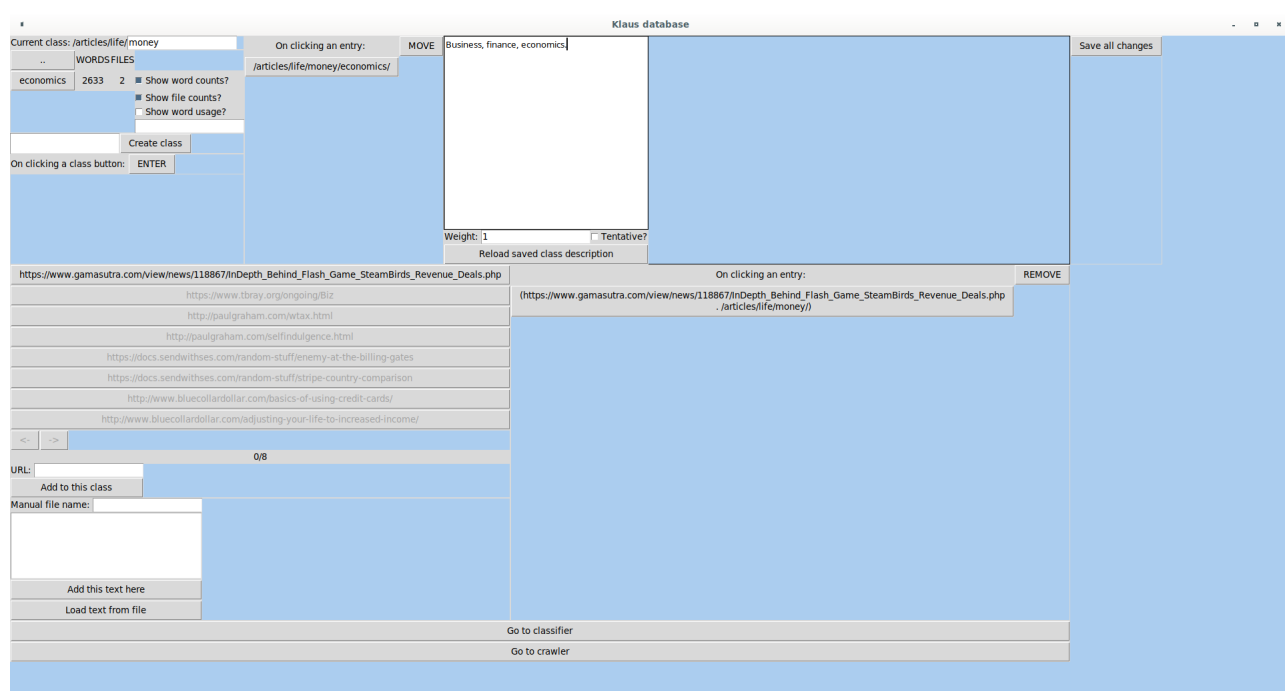 Klaus database
Current class: /articles/life/ money
.. WORDS FILES
economics 2633 2
Show word counts?
Show file counts?
Show word usage?
Create class
On clicking a class button: ENTER
On clicking an entry: MOVE
/articles/life/money/economics/
Business, finance, economics.
Weight: 1 Tentative?
Reload saved class description
Save all changes
https://www.gamasutra.com/view/news/118867/InDepth_Behind_Flash_Game_SteamBirds_Revenue_Deals.php
https://www.tbray.org/ongoing/Biz
http://paulgraham.com/wtax.html
http://paulgraham.com/selfindulgence.html
https://docs.sendwithses.com/random-stuff/enemy-at-the-billing-gates
https://docs.sendwithses.com/random-stuff/stripe-country-comparison
http://www.bluecollardollar.com/basics-of-using-credit-cards/
http://www.bluecollardollar.com/adjusting-your-life-to-increased-income/
<- ->
0/8
URL:
Add to this class
Manual file name:
Add this text here
Load text from file
On clicking an entry: REMOVE
(https://www.gamasutra.com/view/news/118867/InDepth_Behind_Flash_Game_SteamBirds_Revenue_Deals.php
. /articles/life/money/)
Go to classifier
Go to crawler